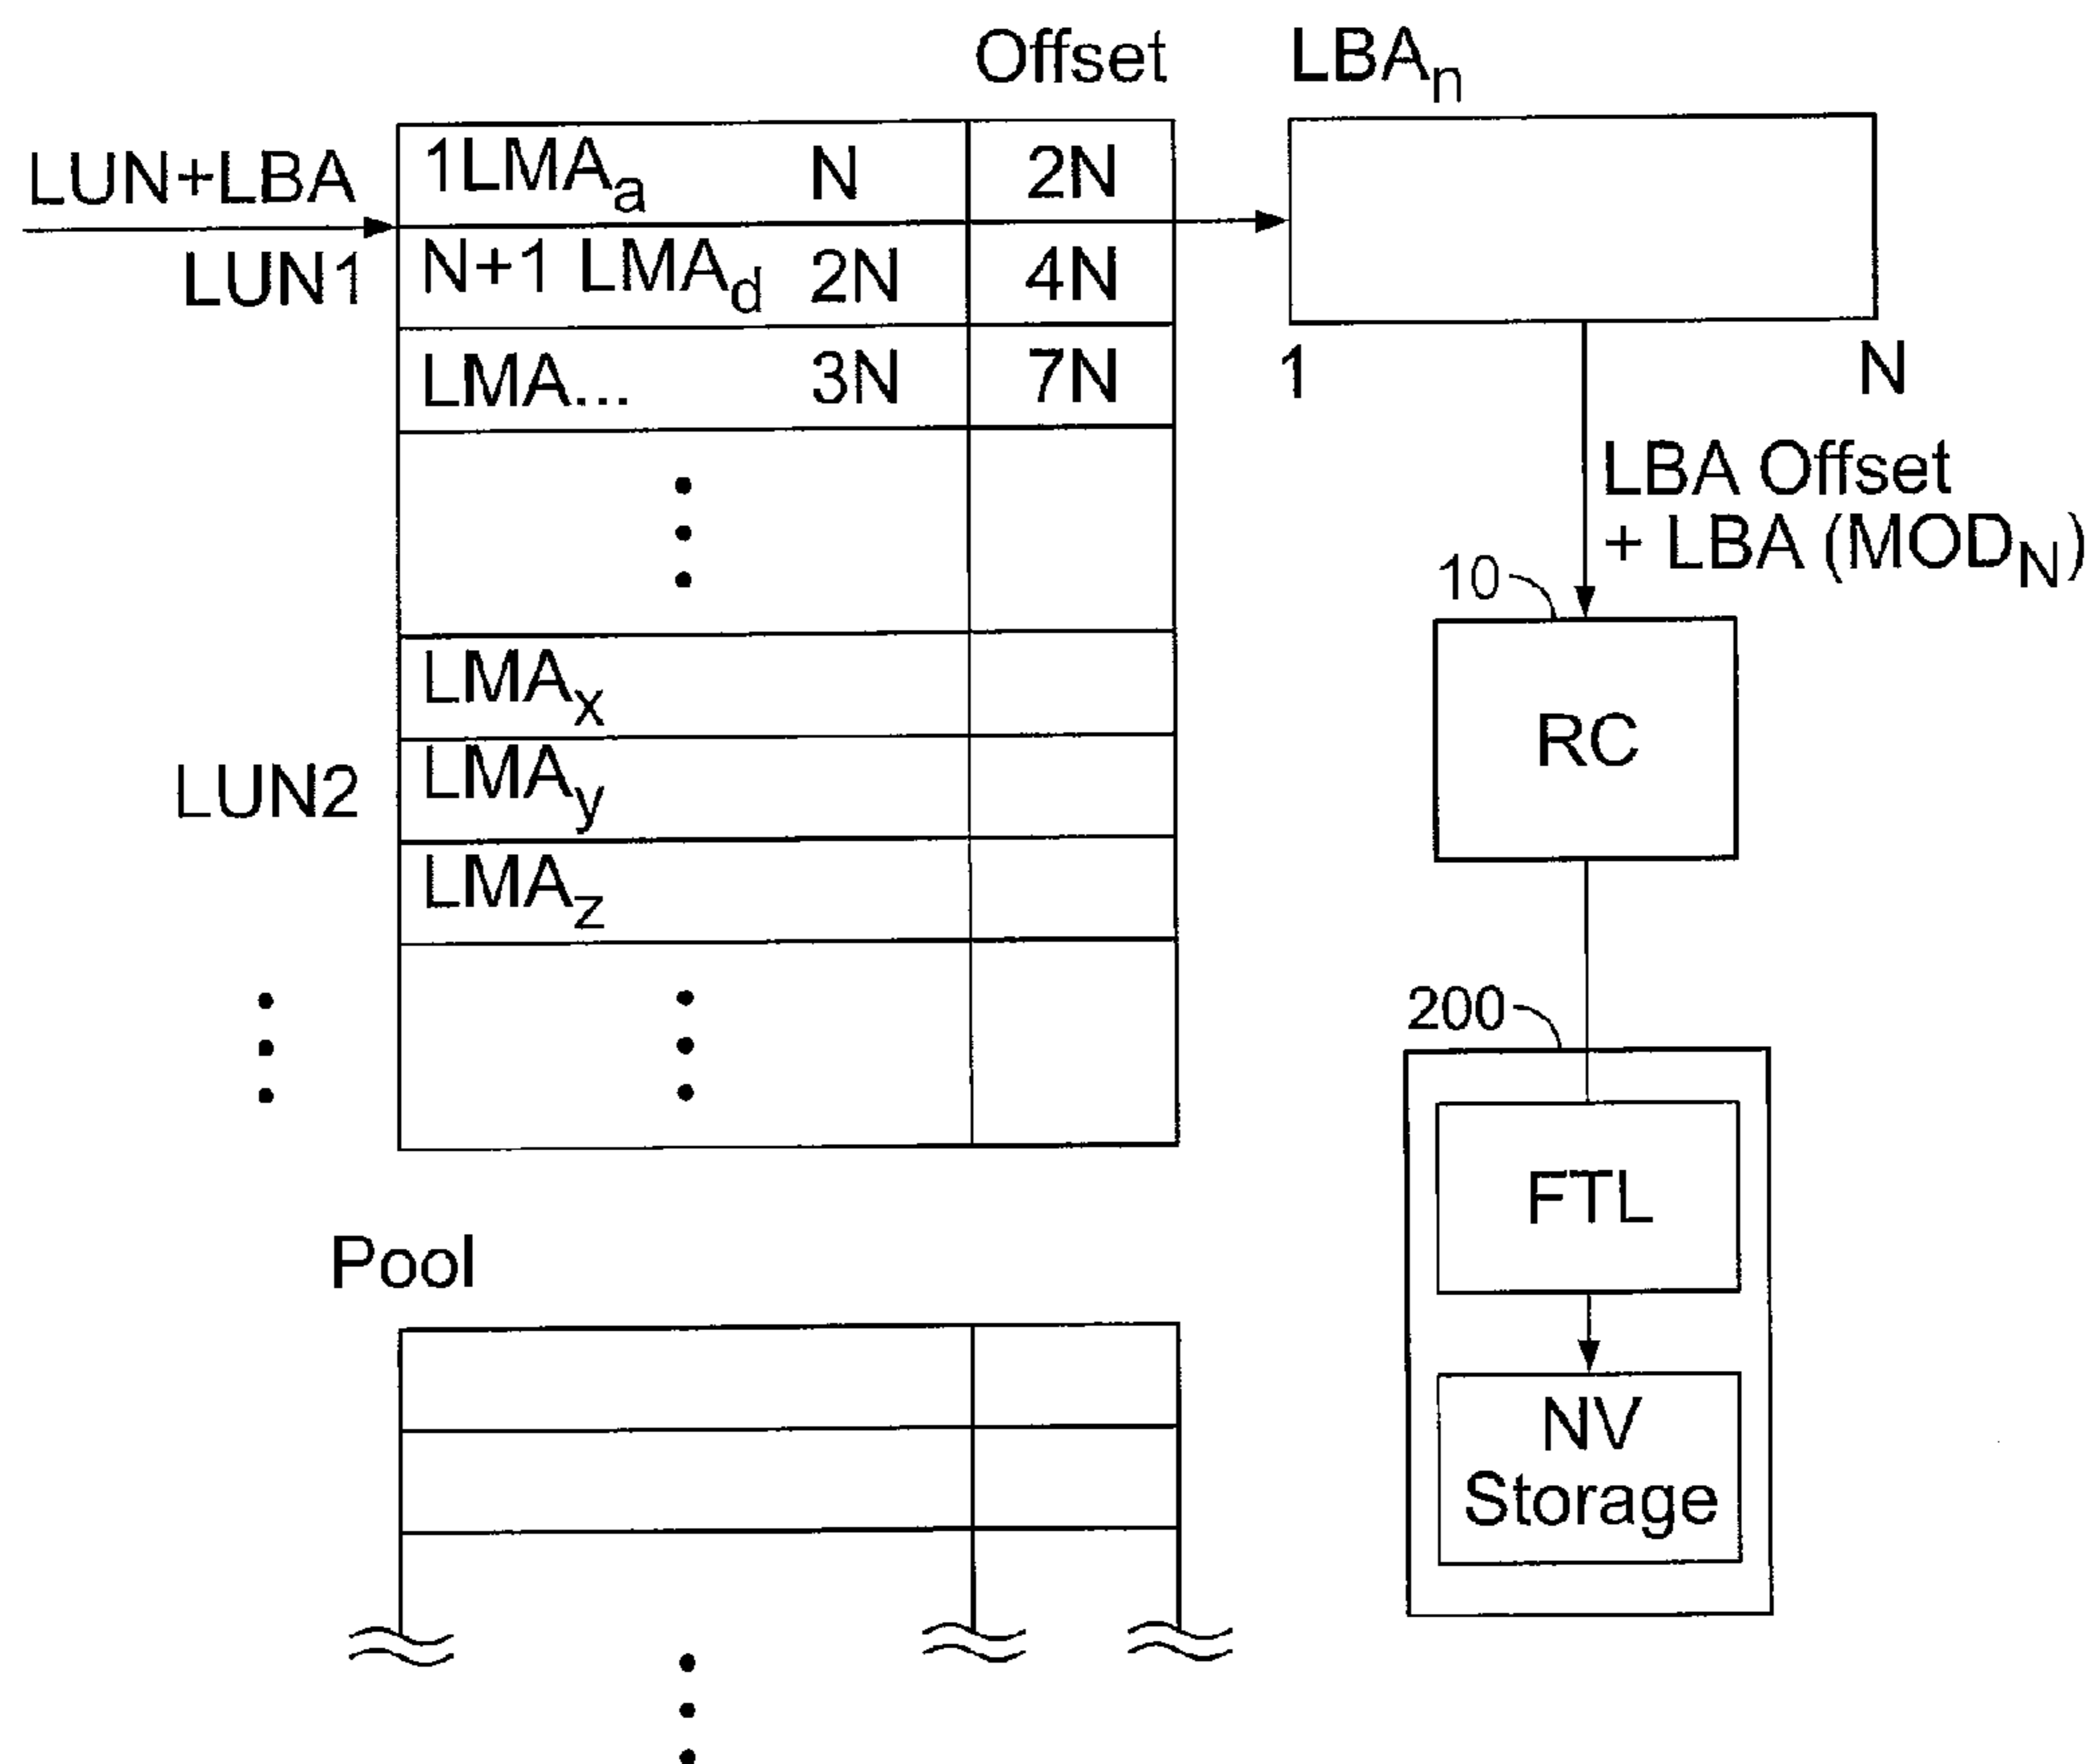 Offset
LBAn
LUN+LBA
LUN1
1LMAa N 2N
N+1 LMAd 2N 4N
LMA... 3N 7N
1 N
LBA Offset
+ LBA (MODN)
10
RC
LUN2
LMAx
LMAy
LMAz
200
FTL
NV
Storage
Pool